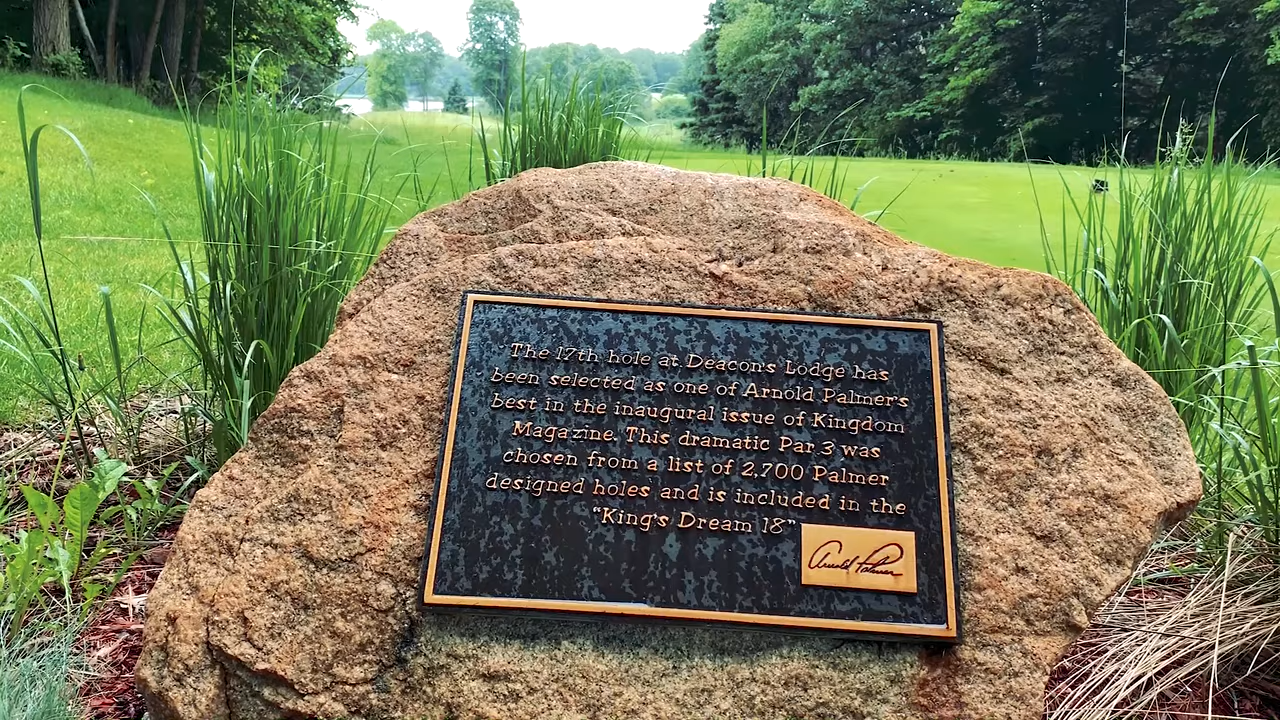 The 17th hole at Deacon's Lodge has
been selected as one of Arnold Palmer's
best in the inaugural issue of Kingdom
Magazine. This dramatic Par 3 was
chosen from a list of 2,700 Palmer
designed holes and is included in the
“King's Dream 18”
Arnold Palmer